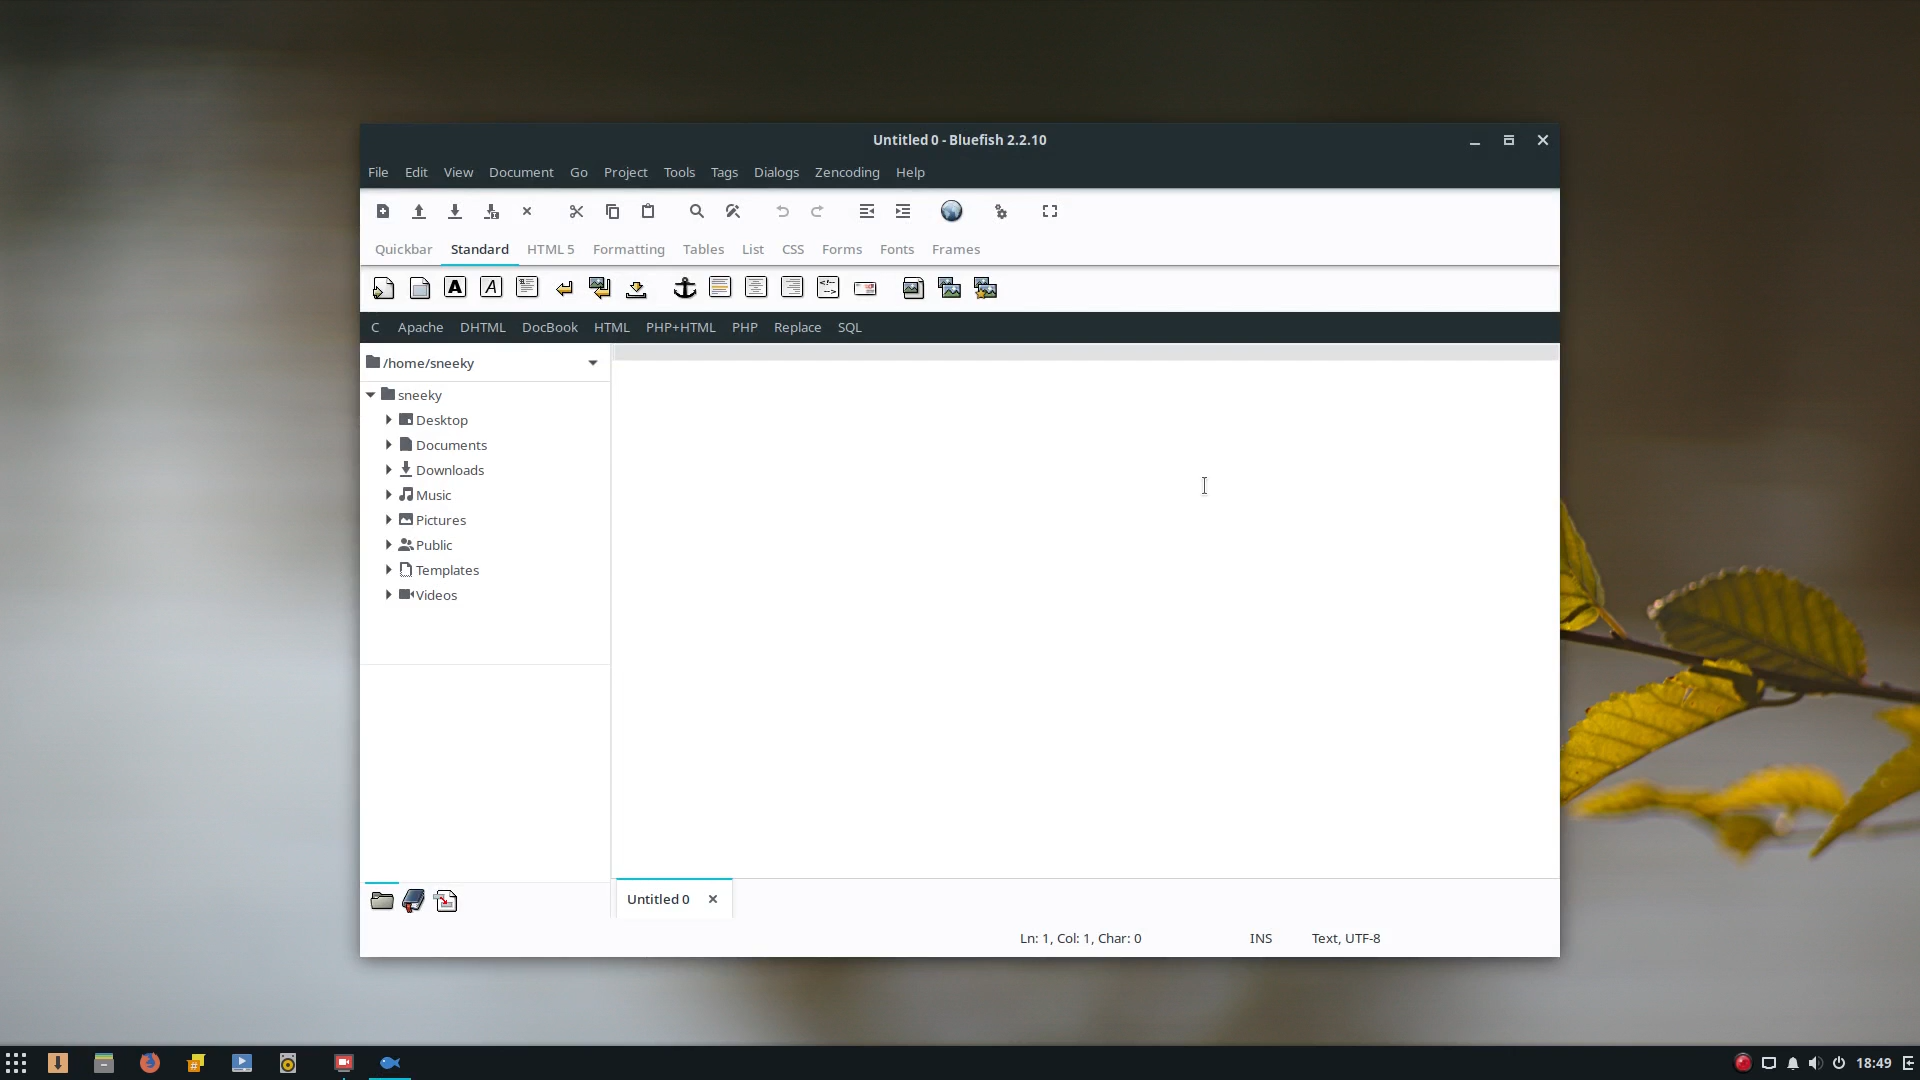 Untitled 0 - Bluefish 2.2.10
File Edit View Document Go Project Tools Tags Dialogs Zencoding Help
Quickbar Standard HTML 5 Formatting Tables List CSS Forms Fonts Frames
C Apache DHTML DocBook HTML PHP+HTML PHP Replace SQL
/home/sneeky
sneeky
Desktop
Documents
Downloads
Music
Pictures
Public
Templates
Videos
Untitled 0
Ln: 1, Col: 1, Char: 0 INS Text, UTF-8
18:49